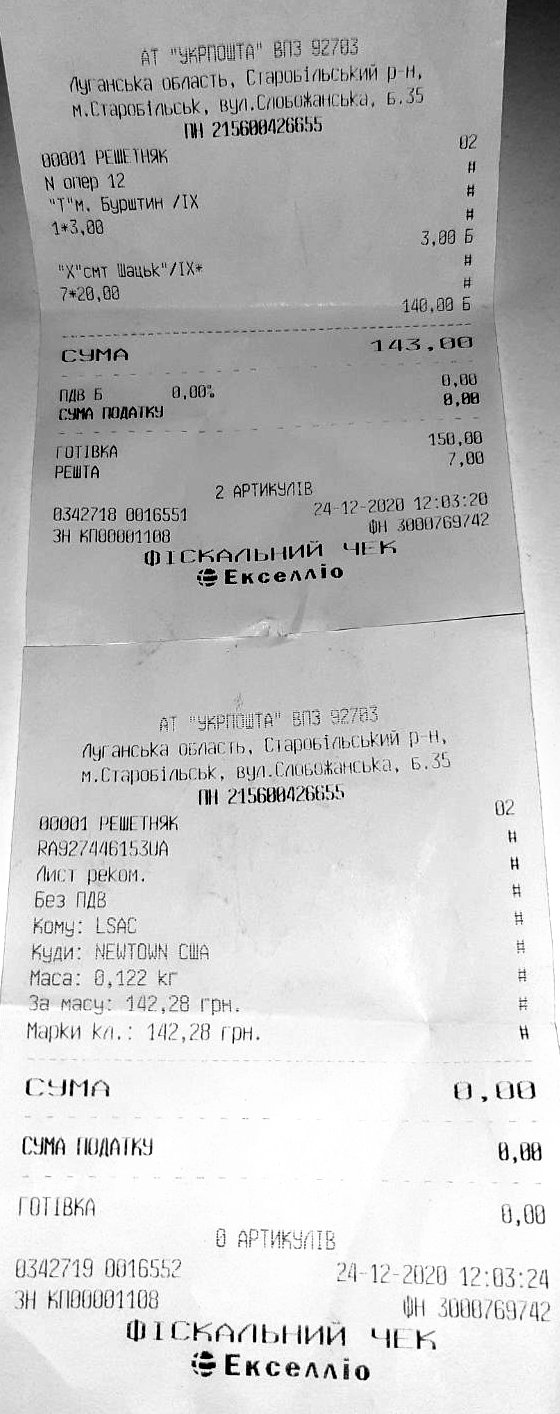 АТ "УКРПОШТА" ВПЗ 92703
Луганська область, Старобільський р-н,
м.Старобільськ, вул.Слобожанська, б.35
ПН 215600426655
00001 РЕШЕТНЯК 02
N опер 12 #
"Т"м. Бурштин /IX #
1*3,00 #
3,00 Б
"Х"смт Шацьк"/IX* #
7*20,00 #
140,00 Б
СУМА 143,00
ПДВ Б 0,00% 0,00
СУМА ПОДАТКУ 0,00
ГОТІВКА 150,00
РЕШТА 7,00
2 АРТИКУЛІВ
0342718 0016551 24-12-2020 12:03:20
ЗН КП00001108 ФН 3000769742
ФІСКАЛЬНИЙ ЧЕК
Екселліо
АТ "УКРПОШТА" ВПЗ 92703
Луганська область, Старобільський р-н,
м.Старобільськ, вул.Слобожанська, б.35
ПН 215600426655
00001 РЕШЕТНЯК 02
RA927446153UA #
Лист реком. #
Без ПДВ #
Кому: LSAC #
Куди: NEWTOWN США #
Маса: 0,122 кг #
За масу: 142,28 грн. #
Марки кл.: 142,28 грн. #
СУМА 0,00
СУМА ПОДАТКУ 0,00
ГОТІВКА 0,00
0 АРТИКУЛІВ
0342719 0016552 24-12-2020 12:03:24
ЗН КП00001108 ФН 3000769742
ФІСКАЛЬНИЙ ЧЕК
Екселліо